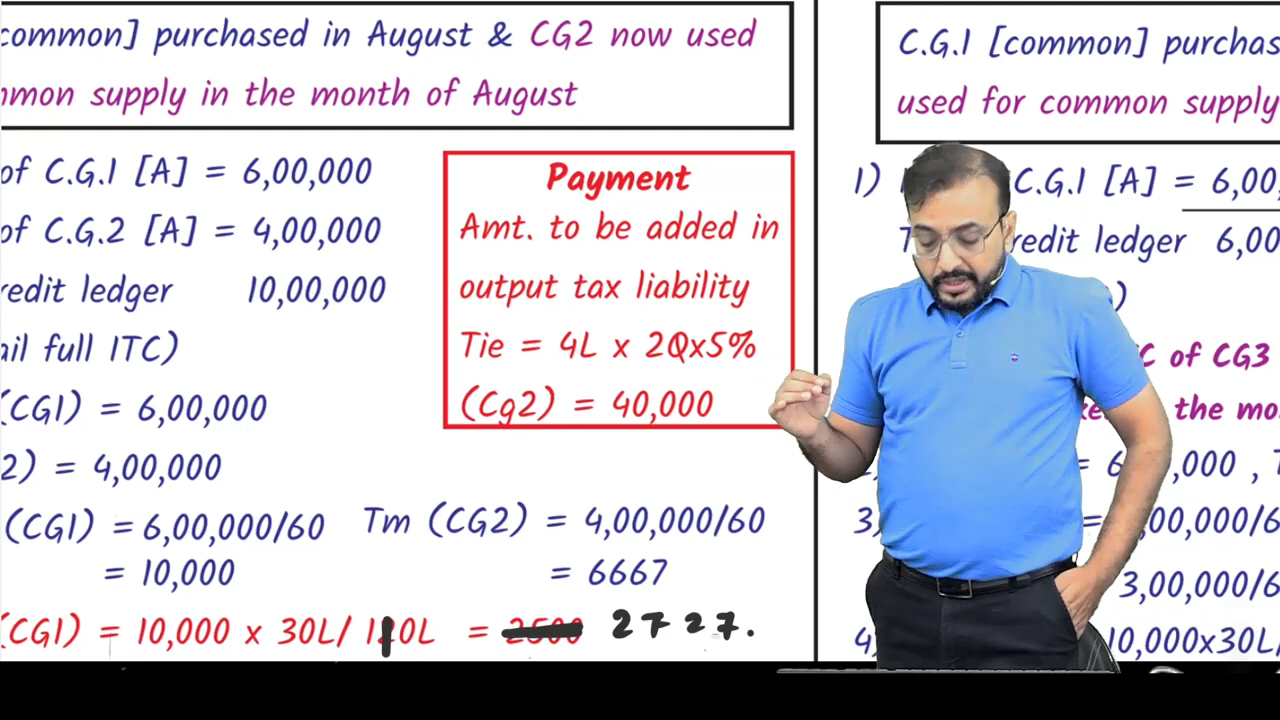 common] purchased in August & CG2 now used
mmon supply in the month of August
of C.G.1 [A] = 6,00,000
of C.G.2 [A] = 4,00,000
redit ledger 10,00,000
ail full ITC)
(CG1) = 6,00,000
2) = 4,00,000
(CG1) = 6,00,000/60
= 10,000
Tm (CG2) = 4,00,000/60
= 6667
(CG1) = 10,000 x 30L/ 110L = 2500 2727.
Payment
Amt. to be added in
output tax liability
Tie = 4L x 2Qx5%
(Cg2) = 40,000
C.G.1 [common] purchas
used for common supply
1) C.G.1 [A] = 6,00,
redit ledger 6,00
C of CG3
the mo
= 6 ,000 , T
3) = ,00,000/6
3,00,000/6
4) 10,000x30L/